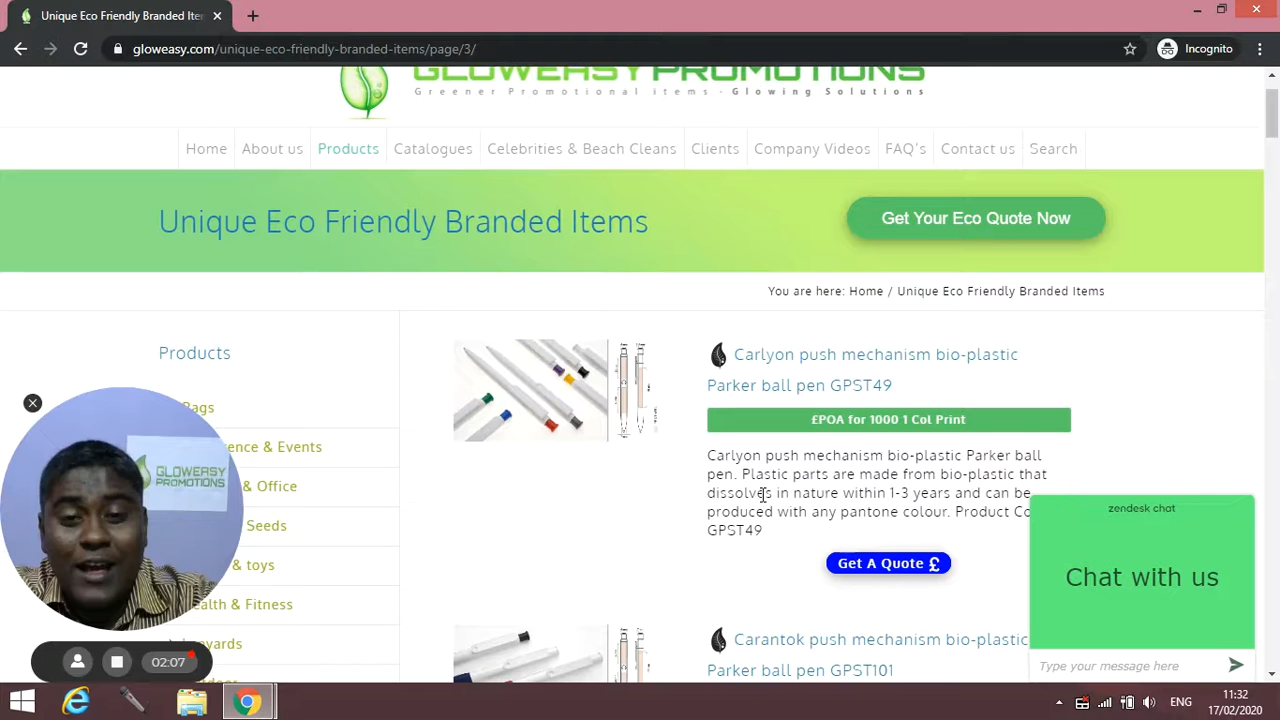 Unique Eco Friendly Branded Ite
gloweasy.com/unique-eco-friendly-branded-items/page/3/
Incognito
GLOWEASY PROMOTIONS
Greener Promotional items · Glowing Solutions
Home About us Products Catalogues Celebrities & Beach Cleans Clients Company Videos FAQ's Contact us Search
Unique Eco Friendly Branded Items
Get Your Eco Quote Now
You are here: Home / Unique Eco Friendly Branded Items
Products
Bags
ence & Events
& Office
Seeds
& toys
ealth & Fitness
anyards
GLOWEASY
PROMOTIONS
02:07
Carlyon push mechanism bio-plastic
Parker ball pen GPST49
£POA for 1000 1 Col Print
Carlyon push mechanism bio-plastic Parker ball
pen. Plastic parts are made from bio-plastic that
dissolves in nature within 1-3 years and can be
produced with any pantone colour. Product Co
GPST49
Get A Quote £
Carantok push mechanism bio-plastic
Parker ball pen GPST101
zendesk chat
Chat with us
Type your message here
ENG
11:32
17/02/2020